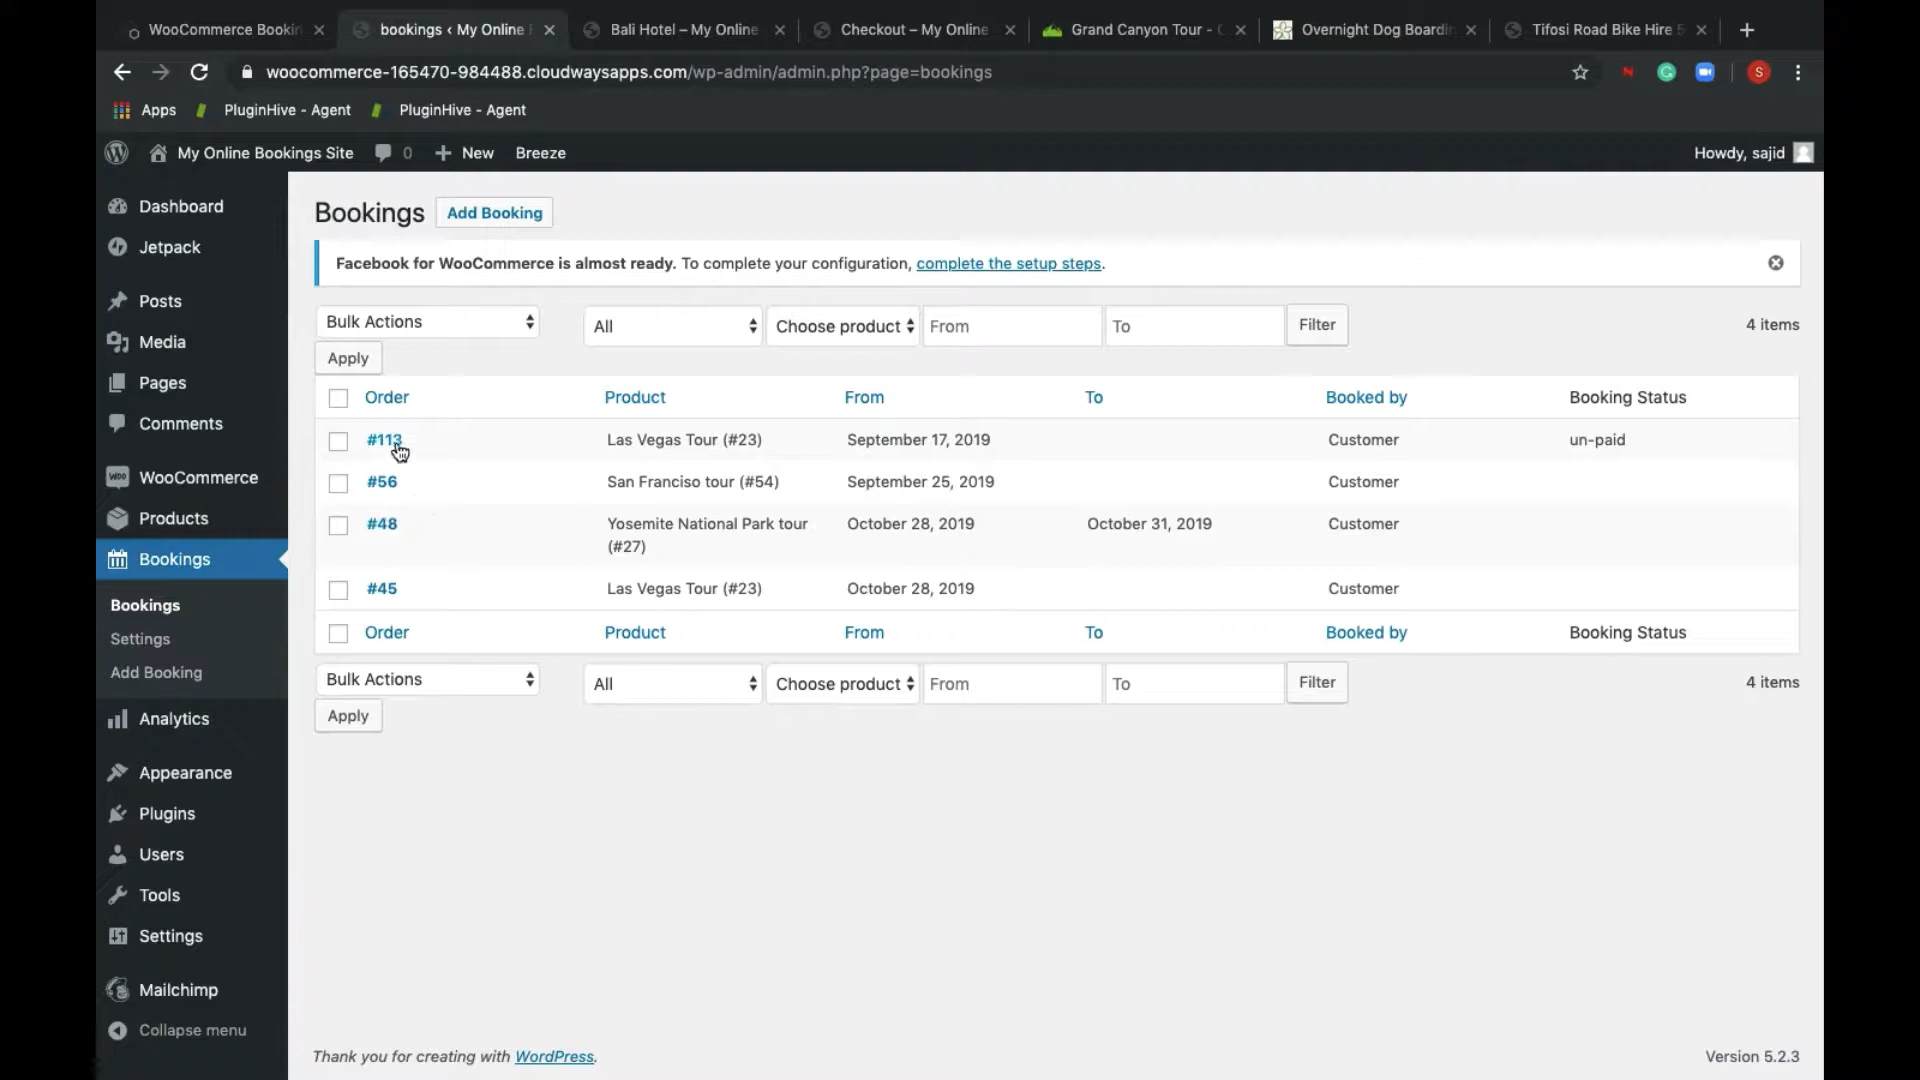 WooCommerce Bookin
bookings ‹ My Online
Bali Hotel – My Online
Checkout – My Online
Grand Canyon Tour -
Overnight Dog Boardi
Tifosi Road Bike Hire
woocommerce-165470-984488.cloudwaysapps.com/wp-admin/admin.php?page=bookings
S
Apps
PluginHive - Agent
PluginHive - Agent
My Online Bookings Site
0
New
Breeze
Howdy, sajid
Dashboard
Jetpack
Posts
Media
Pages
Comments
WooCommerce
Products
Bookings
Bookings
Settings
Add Booking
Analytics
Appearance
Plugins
Users
Tools
Settings
Mailchimp
Collapse menu
Bookings
Add Booking
Facebook for WooCommerce is almost ready. To complete your configuration, complete the setup steps.
Bulk Actions
All
Choose product
From
To
Filter
4 items
Apply
Order Product From To Booked by Booking Status
#113 Las Vegas Tour (#23) September 17, 2019 Customer un-paid
#56 San Franciso tour (#54) September 25, 2019 Customer
#48 Yosemite National Park tour October 28, 2019 October 31, 2019 Customer
(#27)
#45 Las Vegas Tour (#23) October 28, 2019 Customer
Order Product From To Booked by Booking Status
Bulk Actions
All
Choose product
From
To
Filter
4 items
Apply
Thank you for creating with WordPress.
Version 5.2.3